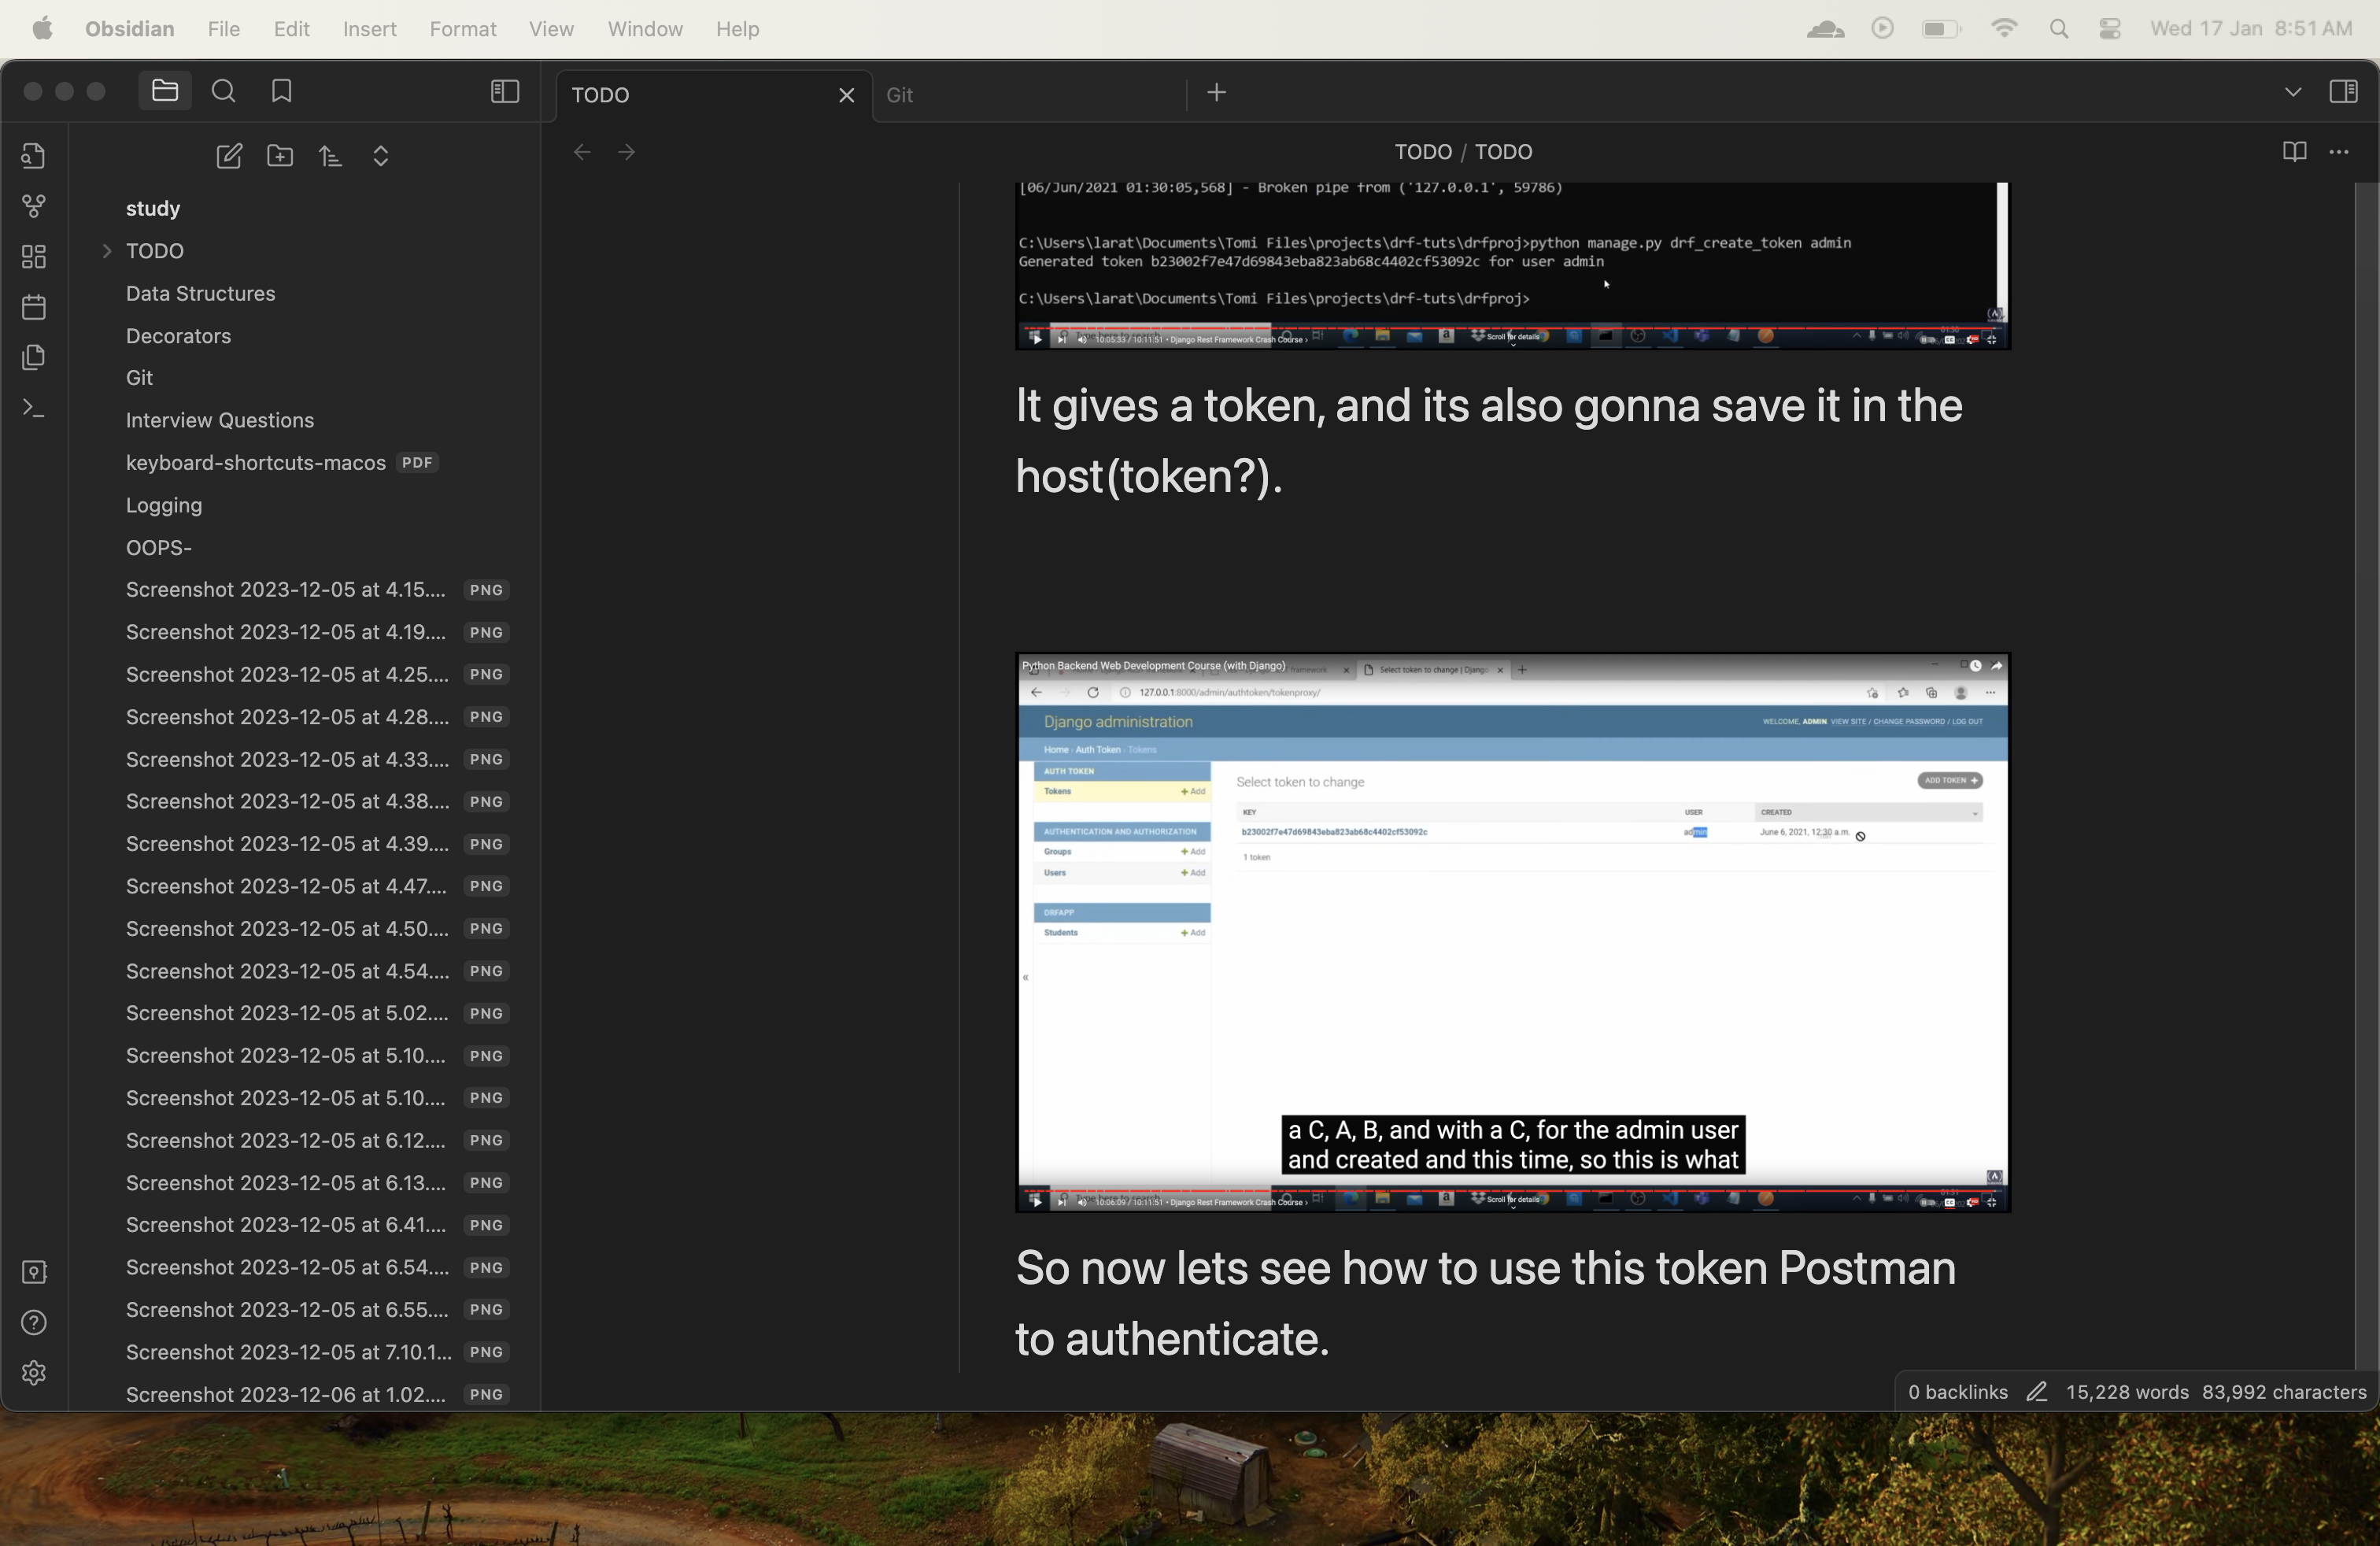 Obsidian File Edit Insert Format View Window Help
Wed 17 Jan 8:51 AM
TODO
Git
TODO / TODO
study
TODO
Data Structures
Decorators
Git
Interview Questions
keyboard-shortcuts-macos PDF
Logging
OOPS-
Screenshot 2023-12-05 at 4.15.... PNG
Screenshot 2023-12-05 at 4.19.... PNG
Screenshot 2023-12-05 at 4.25.... PNG
Screenshot 2023-12-05 at 4.28.... PNG
Screenshot 2023-12-05 at 4.33.... PNG
Screenshot 2023-12-05 at 4.38.... PNG
Screenshot 2023-12-05 at 4.39.... PNG
Screenshot 2023-12-05 at 4.47.... PNG
Screenshot 2023-12-05 at 4.50.... PNG
Screenshot 2023-12-05 at 4.54.... PNG
Screenshot 2023-12-05 at 5.02.... PNG
Screenshot 2023-12-05 at 5.10.... PNG
Screenshot 2023-12-05 at 5.10.... PNG
Screenshot 2023-12-05 at 6.12.... PNG
Screenshot 2023-12-05 at 6.13.... PNG
Screenshot 2023-12-05 at 6.41.... PNG
Screenshot 2023-12-05 at 6.54.... PNG
Screenshot 2023-12-05 at 6.55.... PNG
Screenshot 2023-12-05 at 7.10.1... PNG
Screenshot 2023-12-06 at 1.02.... PNG
[06/Jun/2021 01:30:05,568] - Broken pipe from ('127.0.0.1', 59786)
C:\Users\larat\Documents\Tomi Files\projects\drf-tuts\drfproj>python manage.py drf_create_token admin
Generated token b23002f7e47d69843eba823ab68c4402cf53092c for user admin
C:\Users\larat\Documents\Tomi Files\projects\drf-tuts\drfproj>
Type here to search
10:05:33 / 10:11:51 • Django Rest Framework Crash Course >
Scroll for details
It gives a token, and its also gonna save it in the
host(token?).
Python Backend Web Development Course (with Django)
framework
Select token to change | Django
127.0.0.1:8000/admin/authtoken/tokenproxy/
Django administration
WELCOME, ADMIN. VIEW SITE / CHANGE PASSWORD / LOG OUT
Home › Auth Token › Tokens
AUTH TOKEN
Tokens + Add
AUTHENTICATION AND AUTHORIZATION
Groups + Add
Users + Add
DRFAPP
Students + Add
«
Select token to change
ADD TOKEN +
KEY USER CREATED
b23002f7e47d69843eba823ab68c4402cf53092c admin June 6, 2021, 12:30 a.m.
1 token
a C, A, B, and with a C, for the admin user
and created and this time, so this is what
10:06:09 / 10:11:51 • Django Rest Framework Crash Course >
Scroll for details
So now lets see how to use this token Postman
to authenticate.
0 backlinks 15,228 words 83,992 characters